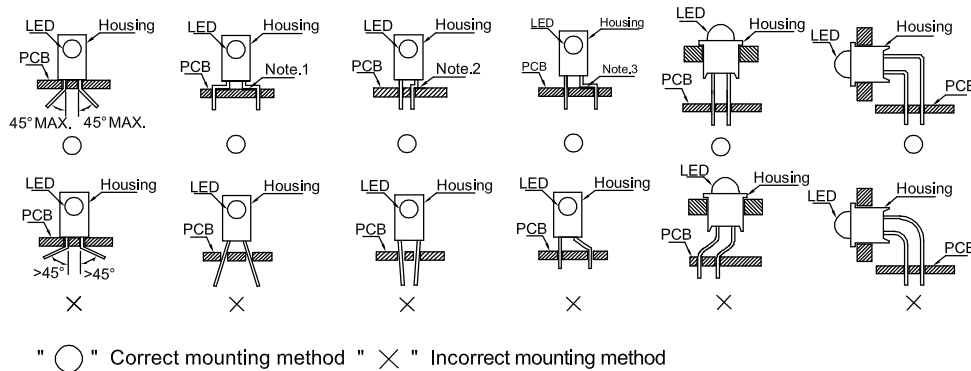 LED Housing LED Housing LED Housing LED Housing LED Housing LED Housing
PCB PCB Note.1 PCB Note.2 PCB Note.3 PCB PCB
45°MAX. 45°MAX.
LED Housing LED Housing LED Housing LED Housing LED Housing LED Housing
PCB PCB PCB PCB PCB PCB
>45° >45°
" ◯ " Correct mounting method " ✕ " Incorrect mounting method